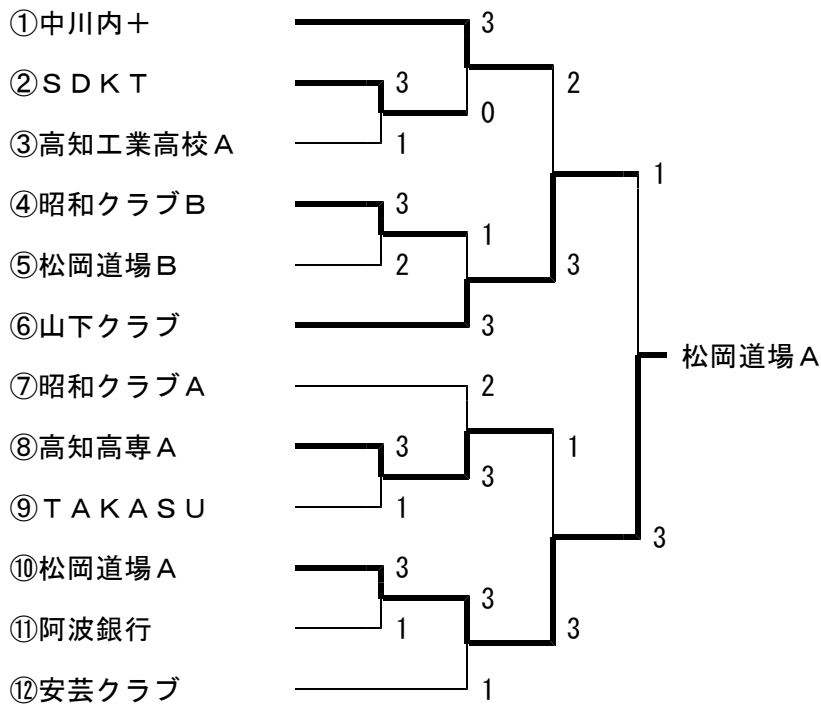 ①中川内＋
②ＳＤＫＴ
③高知工業高校Ａ
④昭和クラブＢ
⑤松岡道場Ｂ
⑥山下クラブ
⑦昭和クラブＡ
⑧高知高専Ａ
⑨ＴＡＫＡＳＵ
⑩松岡道場Ａ
⑪阿波銀行
⑫安芸クラブ
3
1
3
2
3
1
3
1
3
0
1
3
2
3
3
1
2
3
1
3
1
3
松岡道場Ａ